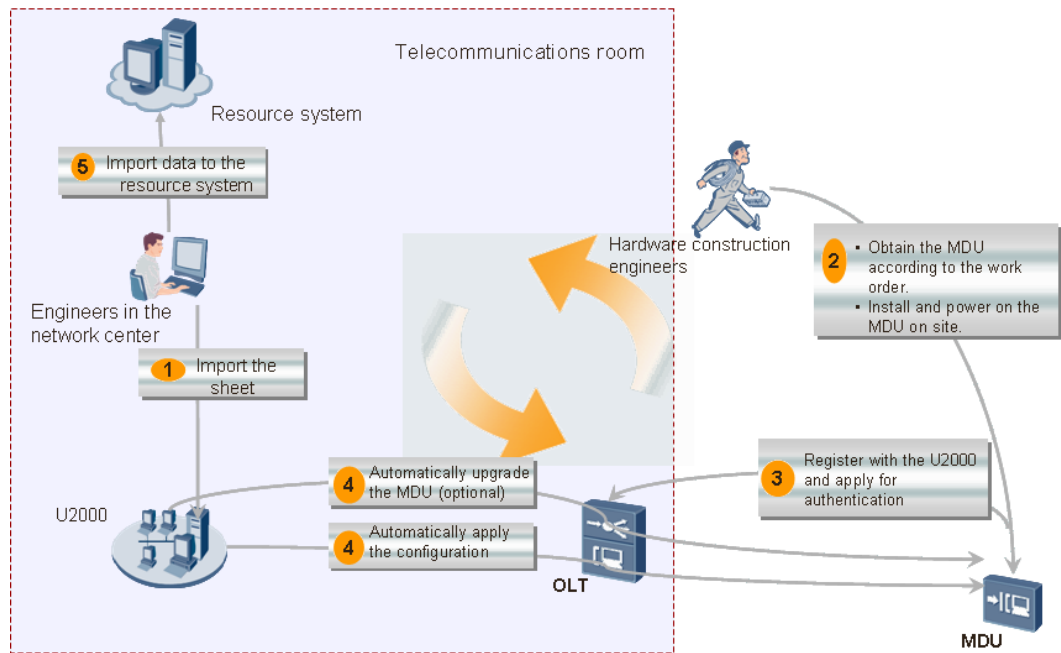 Telecommunications room
Resource system
5
Import data to the
resource system
Hardware construction
engineers
2
▪ Obtain the MDU
according to the work
order.
▪ Install and power on the
MDU on site.
Engineers in the
network center
1
Import the
sheet
4
Automatically upgrade
the MDU (optional)
3
Register with the U2000
and apply for
authentication
U2000
4
Automatically apply
the configuration
OLT
MDU